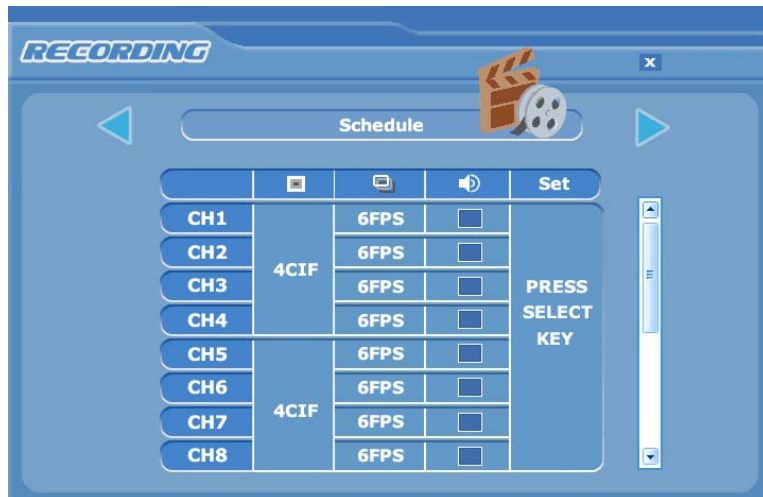 RECORDING
x
Schedule
Set
CH1 4CIF 6FPS PRESS SELECT KEY
CH2 6FPS
CH3 6FPS
CH4 6FPS
CH5 4CIF 6FPS
CH6 6FPS
CH7 6FPS
CH8 6FPS